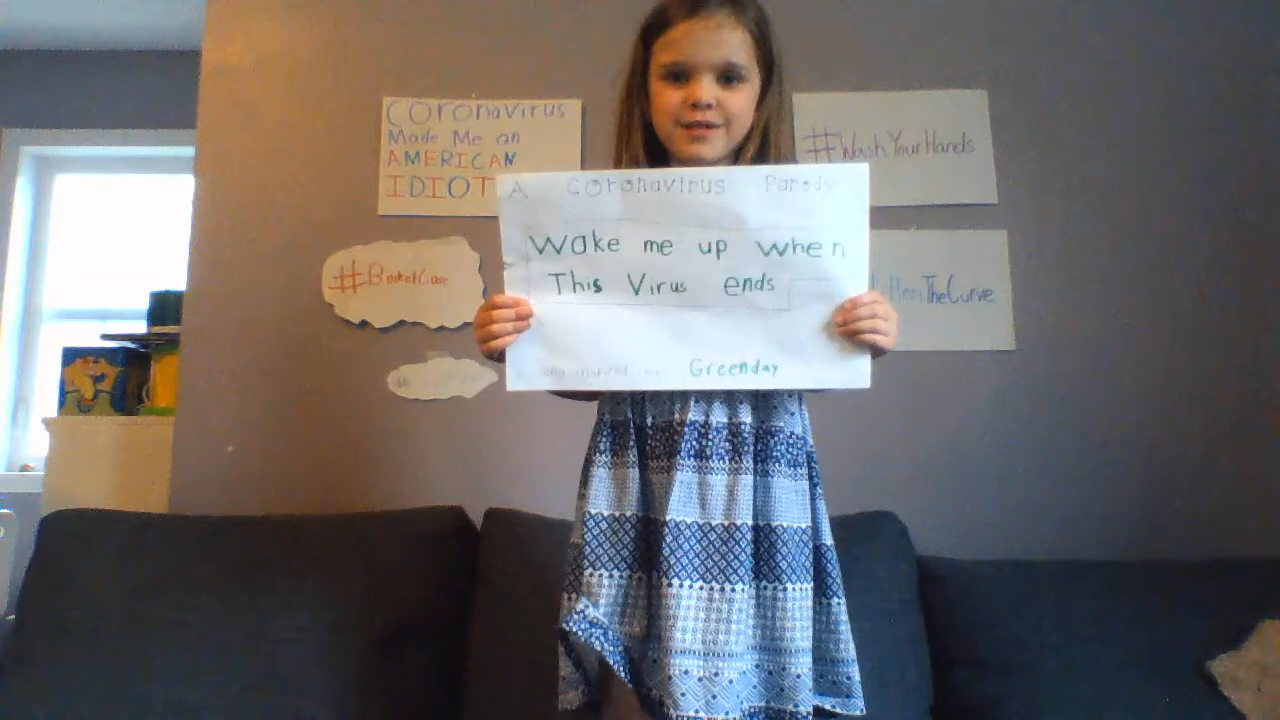 Coronavirus
Made Me an
AMERICAN
IDIOT
#WashYourHands
A Coronavirus Parody
Wake me up when
This Virus ends
inspired
Greenday
#BasketCase
TheCurve